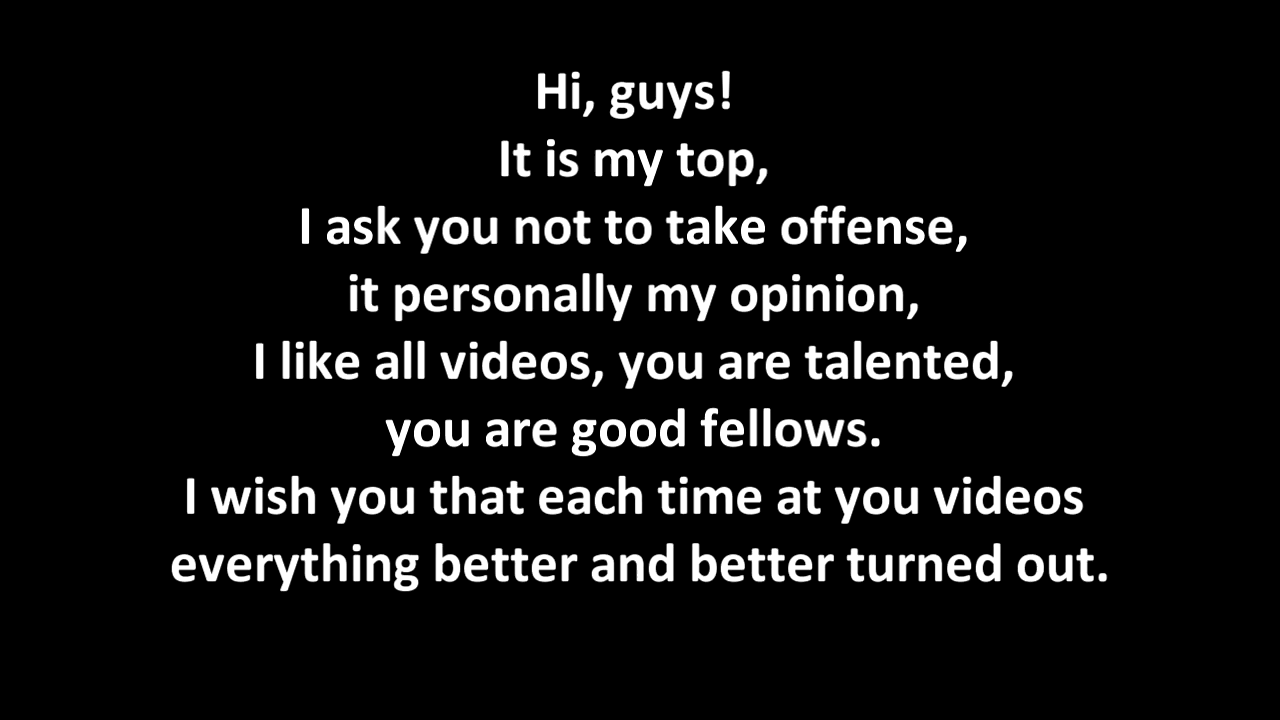 Hi, guys!
It is my top,
I ask you not to take offense,
it personally my opinion,
I like all videos, you are talented,
you are good fellows.
I wish you that each time at you videos
everything better and better turned out.